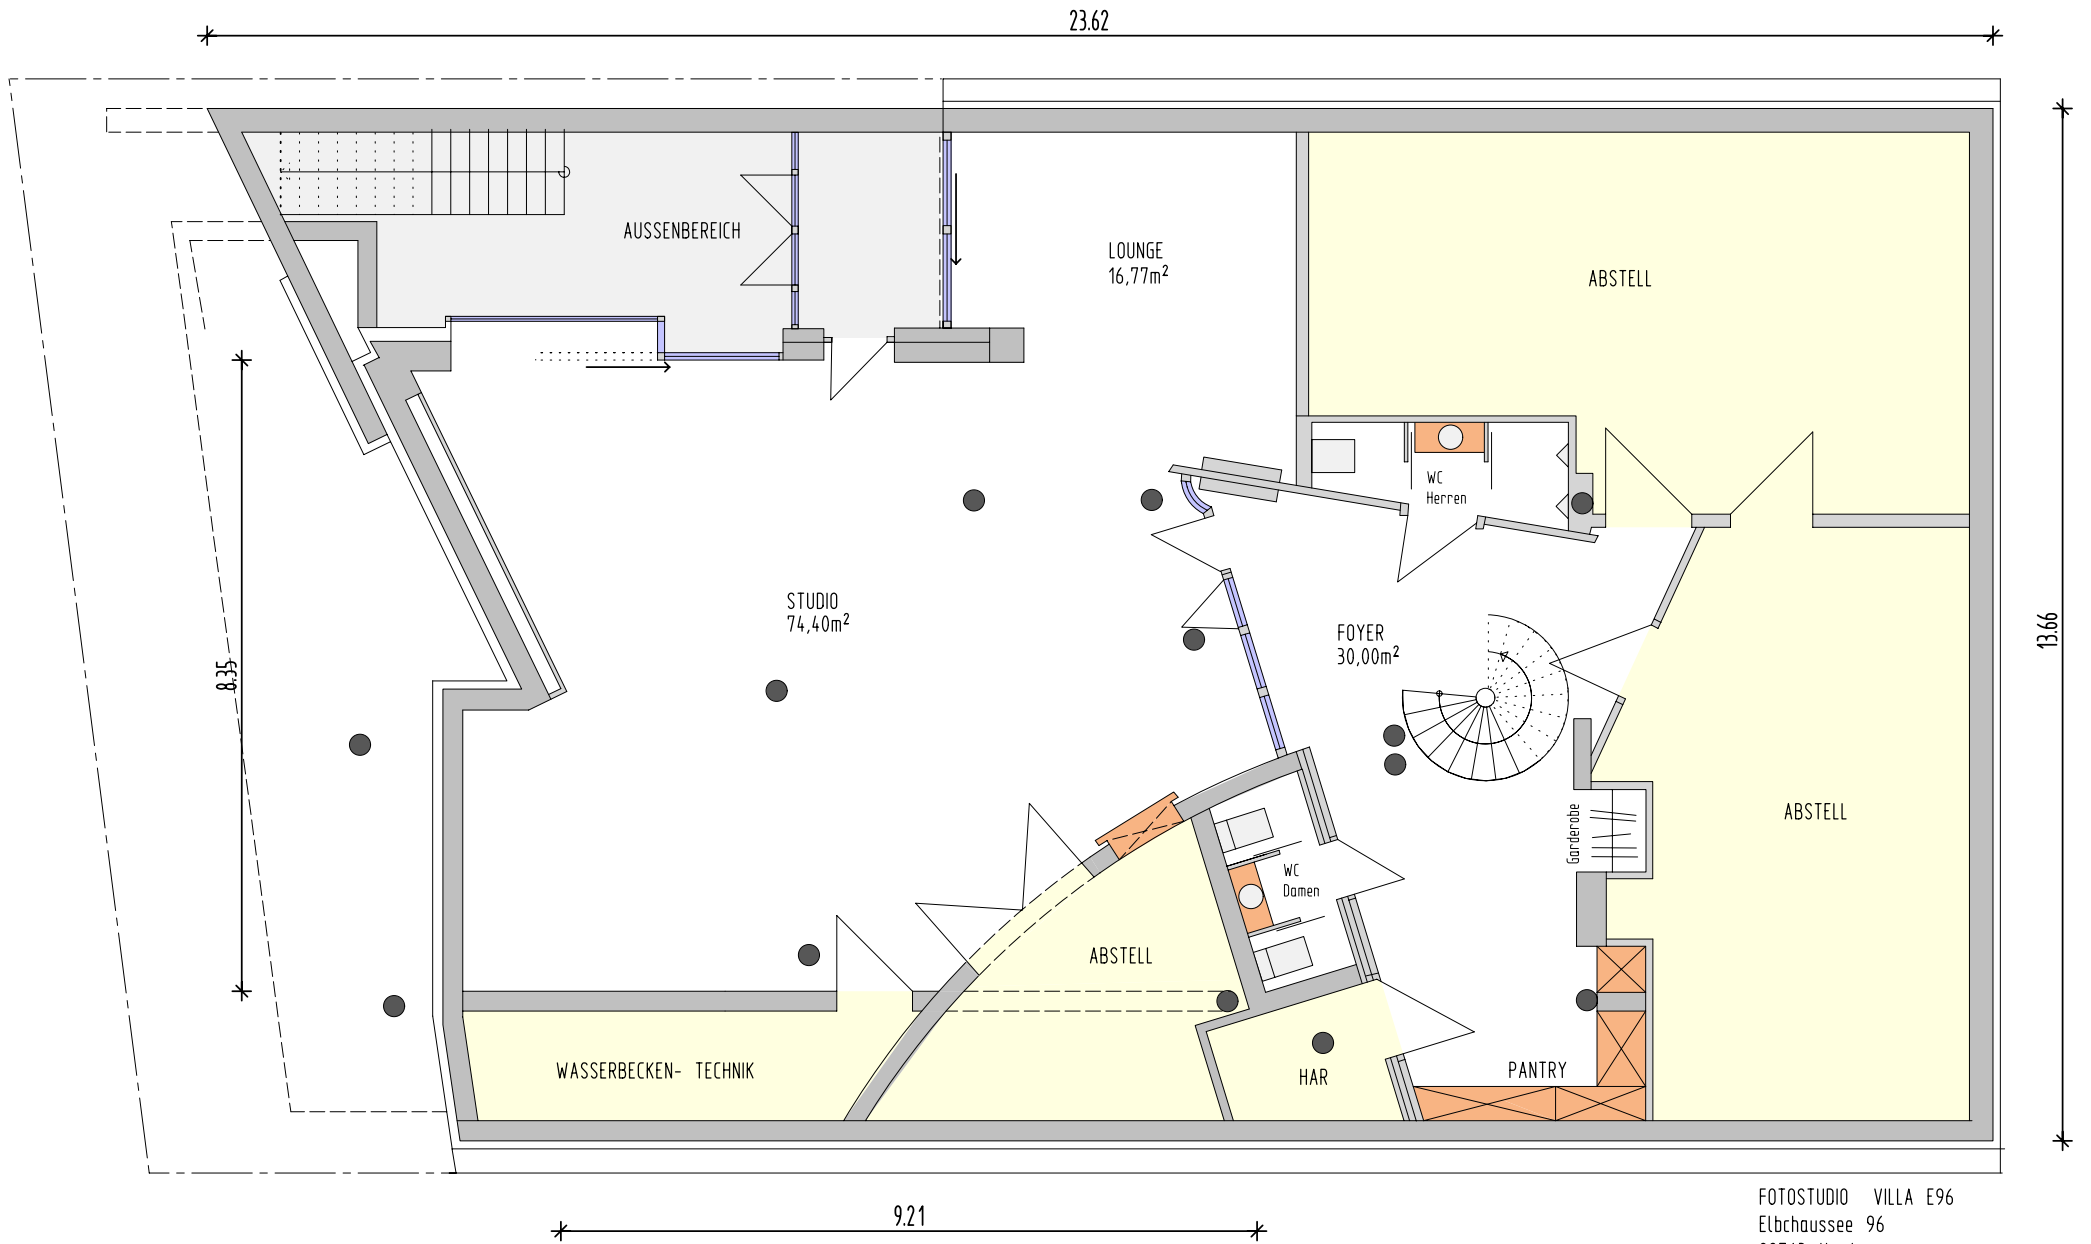 23.62
AUSSENBEREICH
LOUNGE
16,77m²
ABSTELL
WC
Herren
STUDIO
74,40m²
FOYER
30,00m²
8.35
13.66
Garderobe
ABSTELL
WC
Damen
ABSTELL
WASSERBECKEN- TECHNIK
HAR
PANTRY
9.21
FOTOSTUDIO VILLA E96
Elbchaussee 96